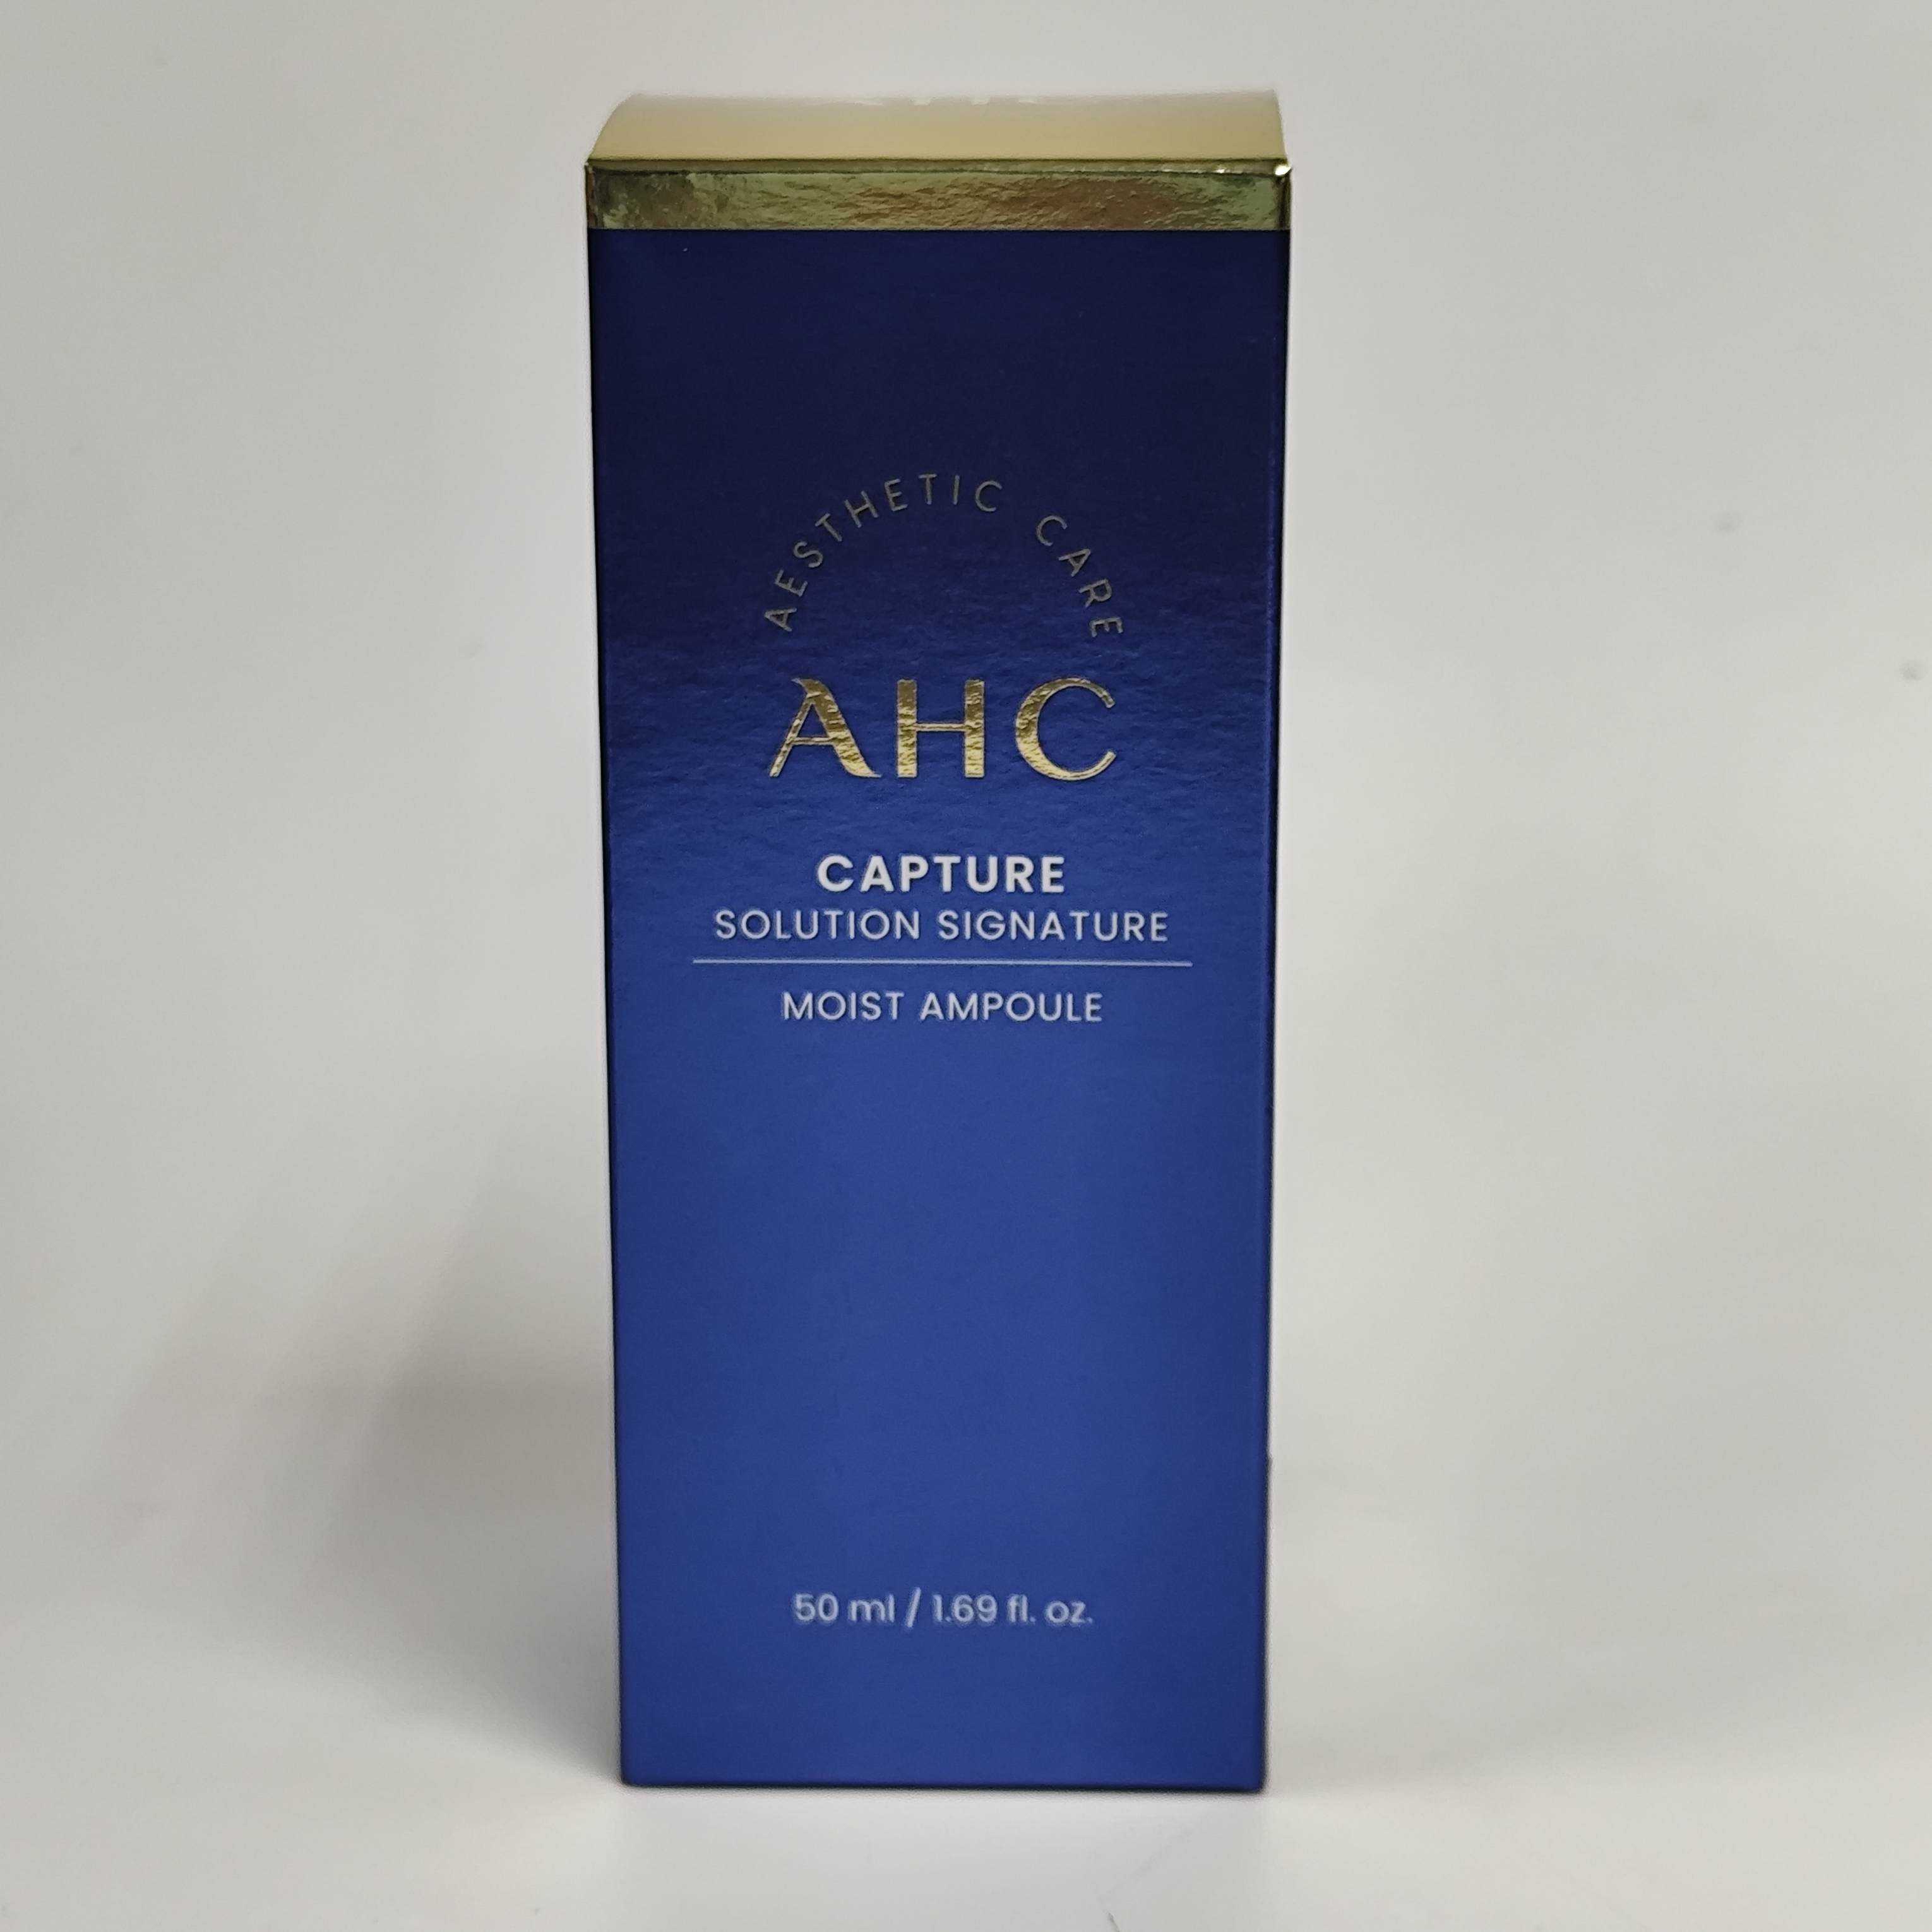 AESTHETIC CARE
AHC
CAPTURE
SOLUTION SIGNATURE
MOIST AMPOULE
50 ml / 1.69 fl. oz.